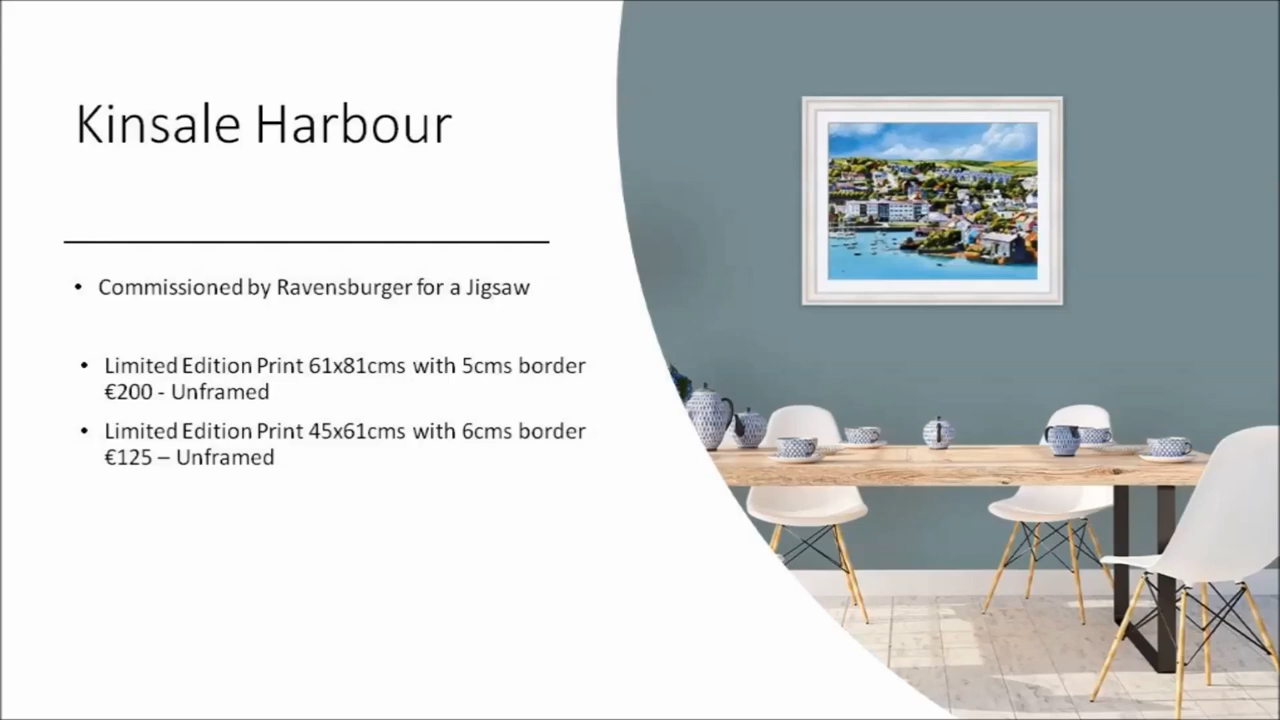 Kinsale Harbour
• Commissioned by Ravensburger for a Jigsaw
• Limited Edition Print 61x81cms with 5cms border
€200 - Unframed
• Limited Edition Print 45x61cms with 6cms border
€125 – Unframed